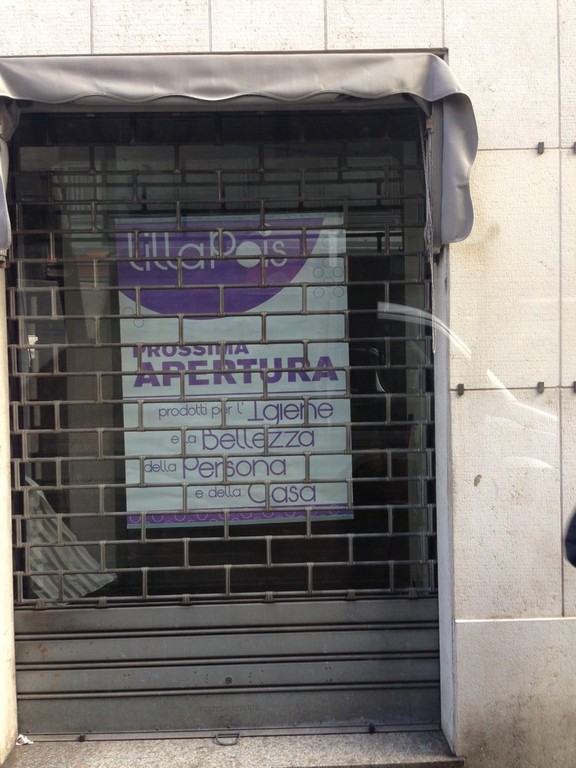 LillaPois
PROSSIMA
APERTURA
prodotti per l'Igiene
e la Bellezza
della Persona
e della Casa